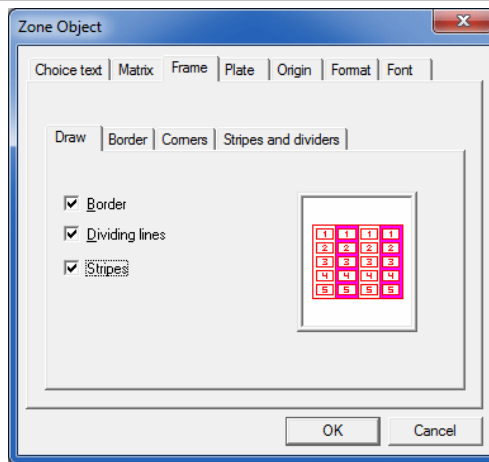 Zone Object
Choice text Matrix Frame Plate Origin Format Font
Draw Border Corners Stripes and dividers
Border
Dividing lines
Stripes
1 1 1 1
2 2 2 2
3 3 3 3
4 4 4 4
5 5 5 5
OK Cancel